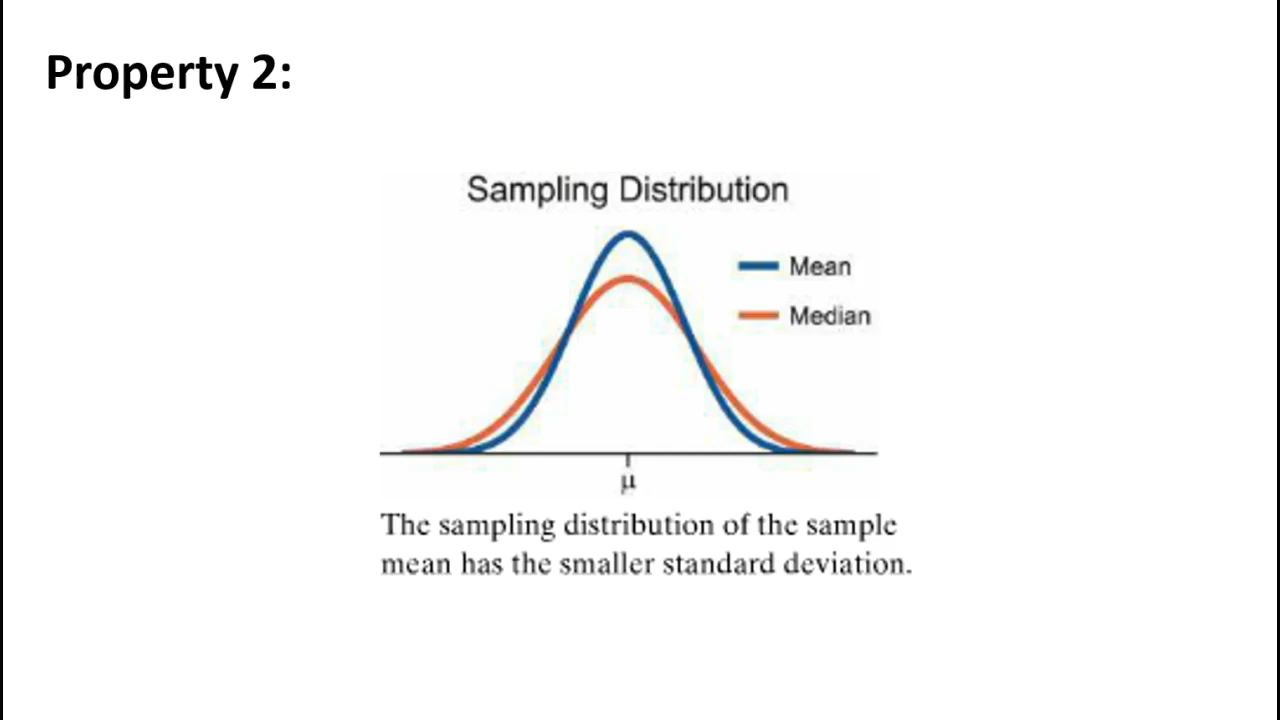 Property 2:
Sampling Distribution
Mean
Median
μ
The sampling distribution of the sample
mean has the smaller standard deviation.